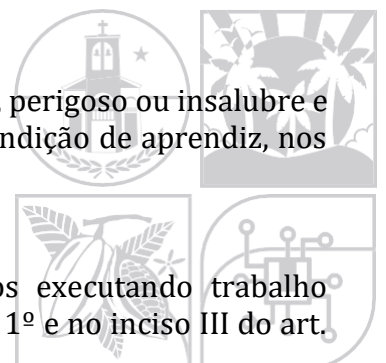 , perigoso ou insalubre e
ndição de aprendiz, nos
os executando trabalho
1º e no inciso III do art.